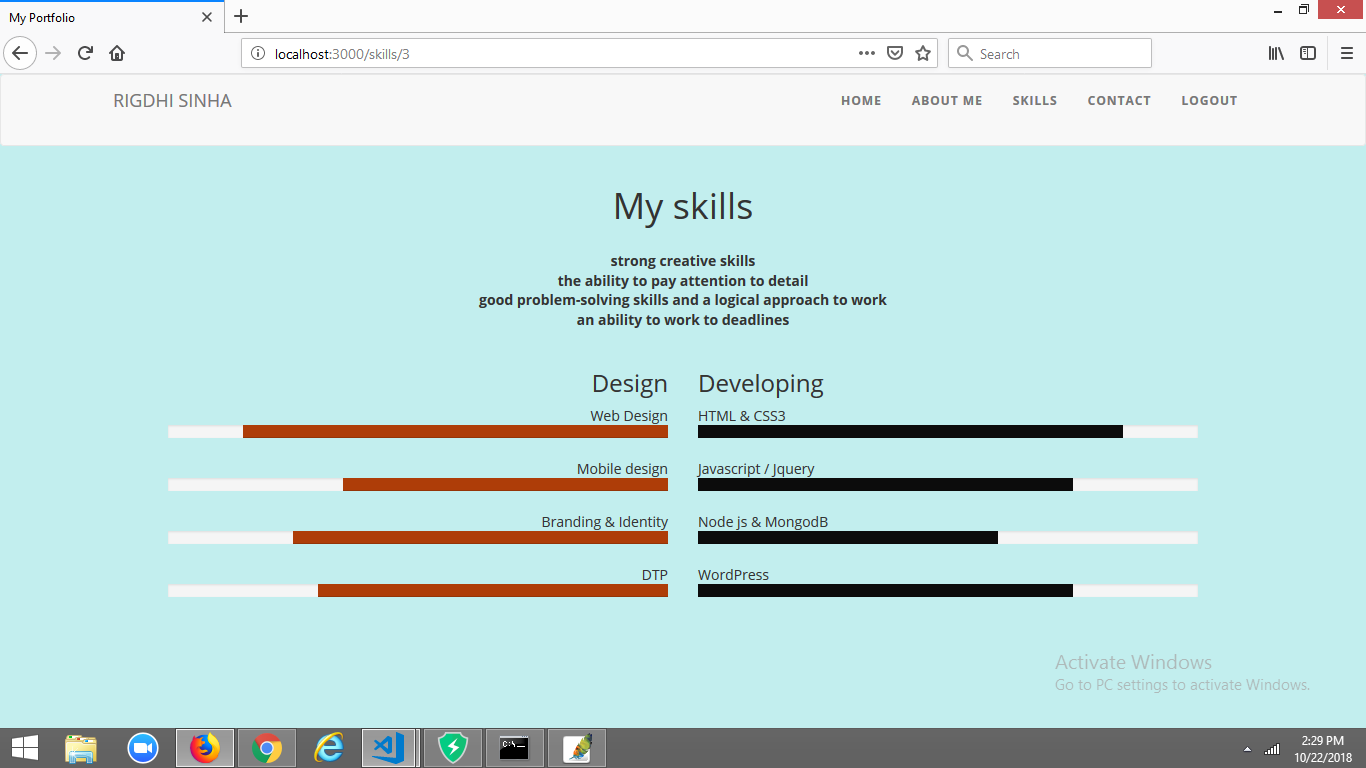 My Portfolio
localhost:3000/skills/3
Search
RIGDHI SINHA
HOME ABOUT ME SKILLS CONTACT LOGOUT
My skills
strong creative skills
the ability to pay attention to detail
good problem-solving skills and a logical approach to work
an ability to work to deadlines
Design
Web Design
Mobile design
Branding & Identity
DTP
Developing
HTML & CSS3
Javascript / Jquery
Node js & MongodB
WordPress
Activate Windows
Go to PC settings to activate Windows.
2:29 PM
10/22/2018